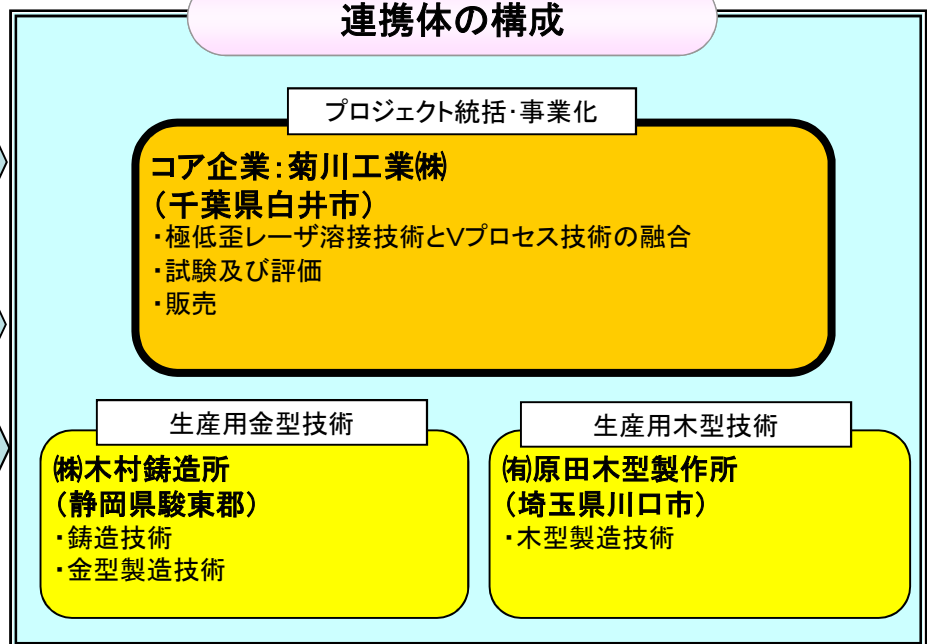 連携体の構成
プロジェクト統括・事業化
コア企業：菊川工業㈱
（千葉県白井市）
・極低歪レーザ溶接技術とVプロセス技術の融合
・試験及び評価
・販売
生産用金型技術
㈱木村鋳造所
（静岡県駿東郡）
・鋳造技術
・金型製造技術
生産用木型技術
㈲原田木型製作所
（埼玉県川口市）
・木型製造技術